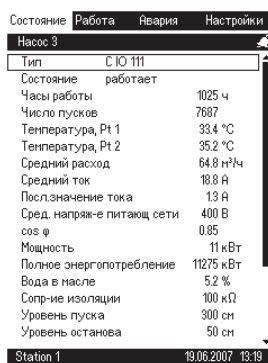 Состояние Работа Авария Настройки
Насос 3
Тип С IO 111
Состояние работает
Часы работы 1025 ч
Число пусков 7687
Температура, Pt 1 33.4 °C
Температура, Pt 2 35.2 °C
Средний расход 64.8 м³/ч
Средний ток 18.8 А
Посл.значение тока 1.3 А
Сред. напряж-е питающ сети 400 В
cos φ 0.85
Мощность 11 кВт
Полное энергопотребление 11275 кВт
Вода в масле 5.2 %
Сопр-ие изоляции 100 кΩ
Уровень пуска 300 см
Уровень останова 50 см
Station 1 19.06.2007 13:19